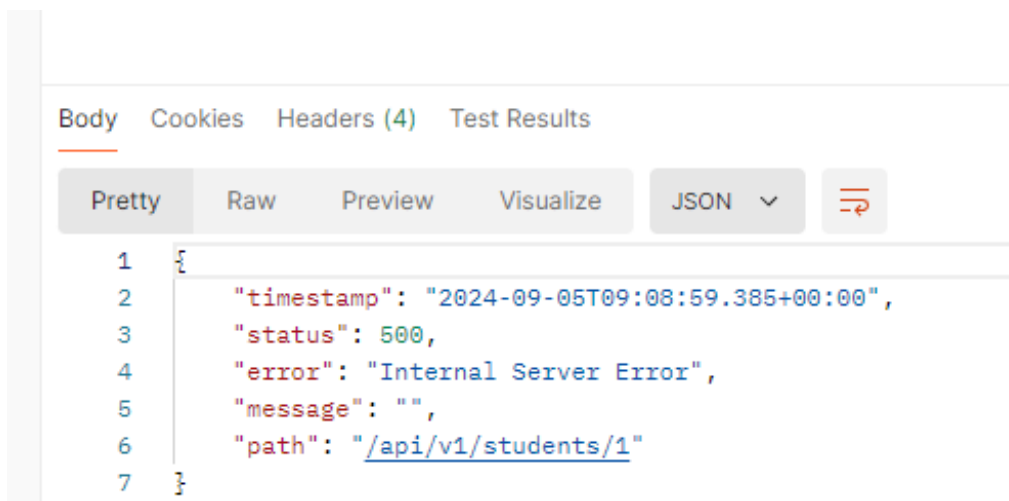 Body Cookies Headers (4) Test Results
Pretty Raw Preview Visualize JSON
1 {
2 "timestamp": "2024-09-05T09:08:59.385+00:00",
3 "status": 500,
4 "error": "Internal Server Error",
5 "message": "",
6 "path": "/api/v1/students/1"
7 }